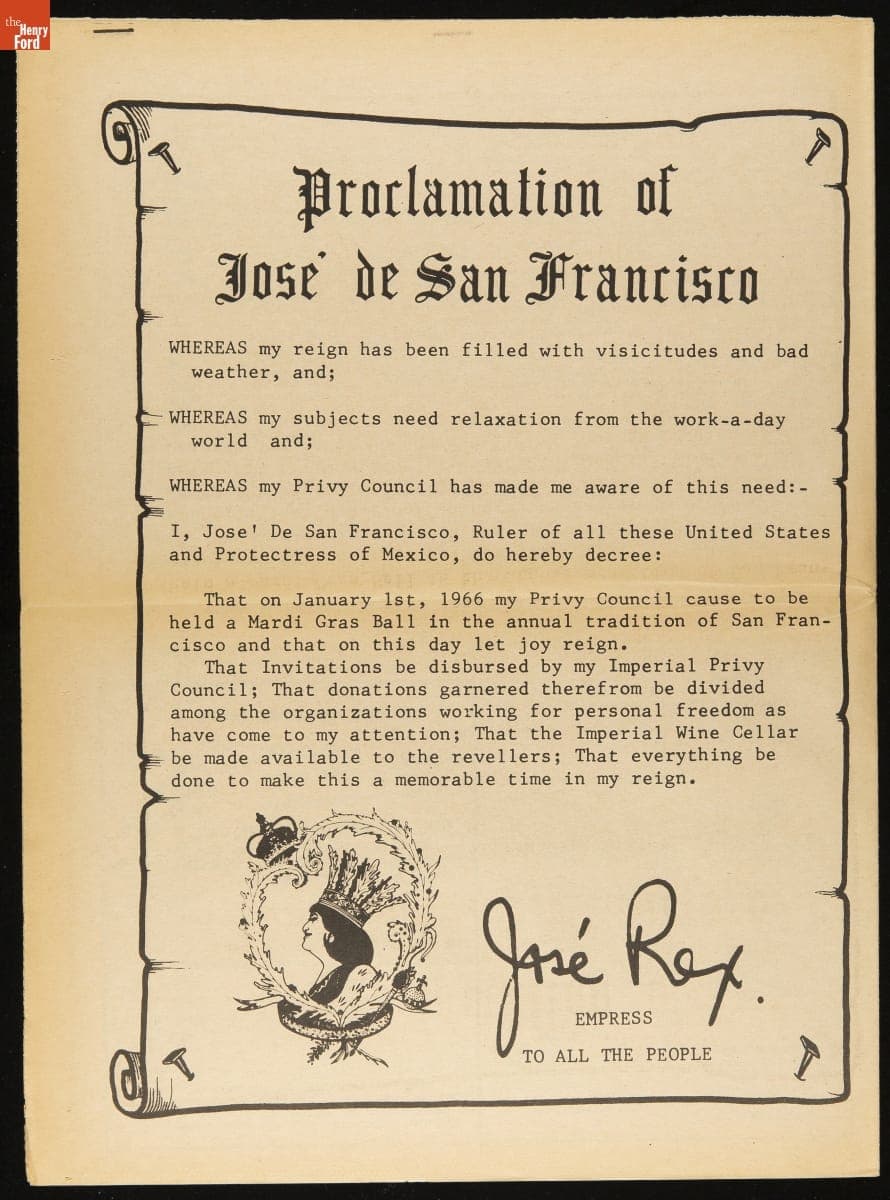 the
Henry
Ford
Proclamation of
José de San Francisco
WHEREAS my reign has been filled with visicitudes and bad
weather, and;
WHEREAS my subjects need relaxation from the work-a-day
world and;
WHEREAS my Privy Council has made me aware of this need:-
I, Jose' De San Francisco, Ruler of all these United States
and Protectress of Mexico, do hereby decree:
That on January 1st, 1966 my Privy Council cause to be
held a Mardi Gras Ball in the annual tradition of San Fran-
cisco and that on this day let joy reign.
That Invitations be disbursed by my Imperial Privy
Council; That donations garnered therefrom be divided
among the organizations working for personal freedom as
have come to my attention; That the Imperial Wine Cellar
be made available to the revellers; That everything be
done to make this a memorable time in my reign.
José Rex.
EMPRESS
TO ALL THE PEOPLE